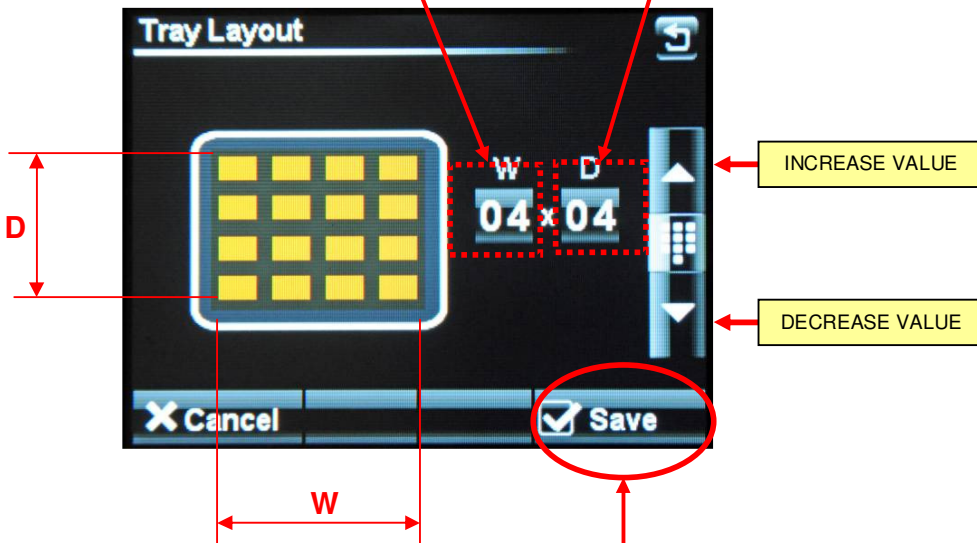 Tray Layout
W D
04 x 04
INCREASE VALUE
D
DECREASE VALUE
Cancel
Save
W